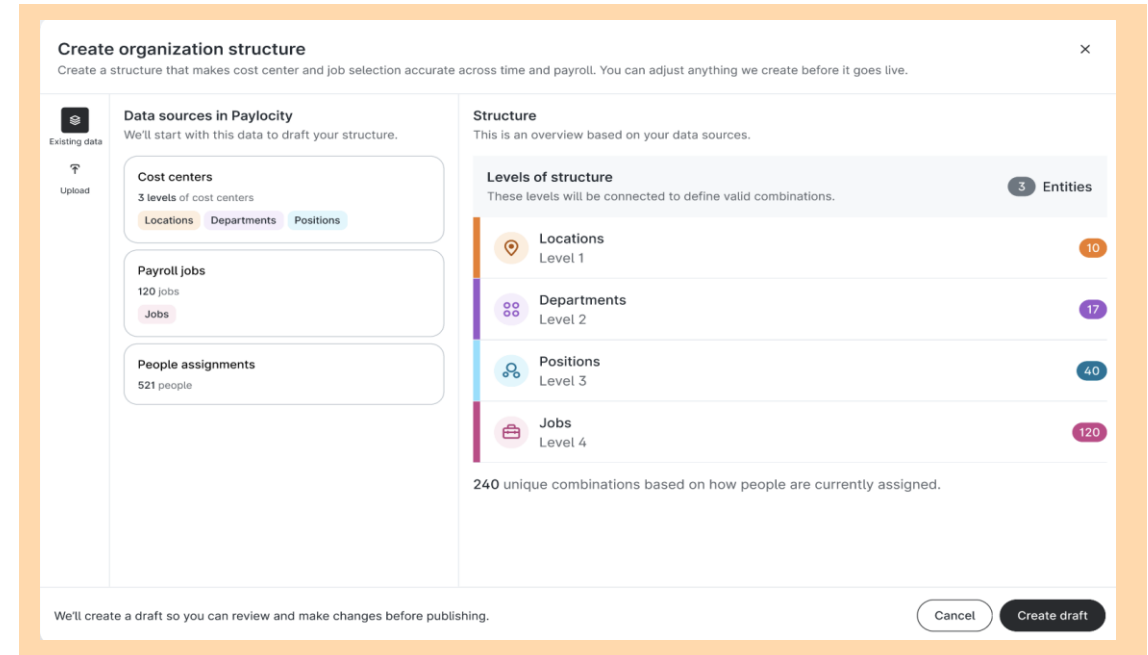 Create organization structure
Create a structure that makes cost center and job selection accurate across time and payroll. You can adjust anything we create before it goes live.
Existing data
Upload
Data sources in Paylocity
We'll start with this data to draft your structure.
Cost centers
3 levels of cost centers
Locations Departments Positions
Payroll jobs
120 jobs
Jobs
People assignments
521 people
Structure
This is an overview based on your data sources.
Levels of structure
These levels will be connected to define valid combinations.
3 Entities
Locations
Level 1
10
Departments
Level 2
17
Positions
Level 3
40
Jobs
Level 4
120
240 unique combinations based on how people are currently assigned.
We'll create a draft so you can review and make changes before publishing.
Cancel
Create draft